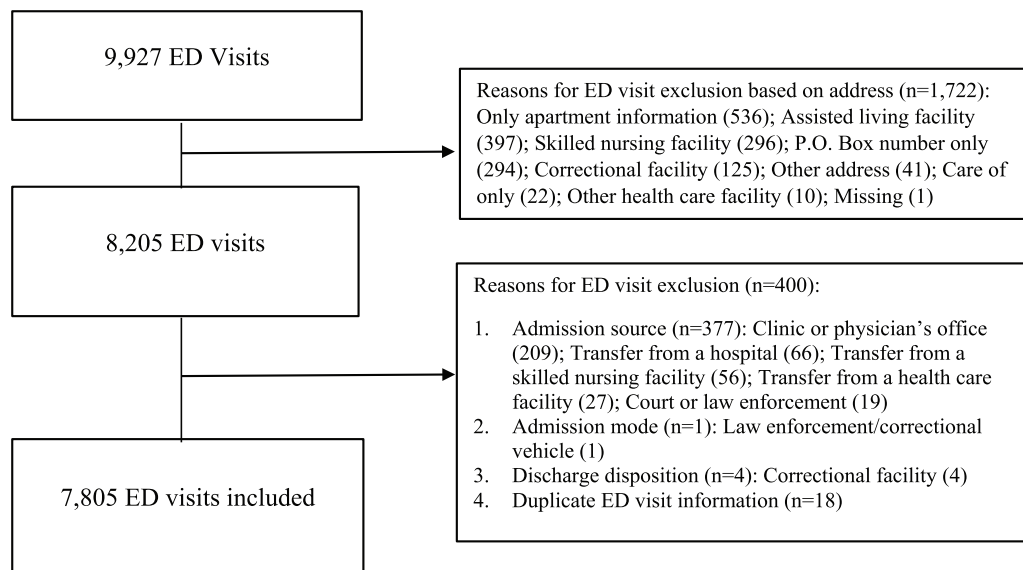 9,927 ED Visits
Reasons for ED visit exclusion based on address (n=1,722):
Only apartment information (536); Assisted living facility
(397); Skilled nursing facility (296); P.O. Box number only
(294); Correctional facility (125); Other address (41); Care of
only (22); Other health care facility (10); Missing (1)
8,205 ED visits
Reasons for ED visit exclusion (n=400):
1. Admission source (n=377): Clinic or physician’s office
(209); Transfer from a hospital (66); Transfer from a
skilled nursing facility (56); Transfer from a health care
facility (27); Court or law enforcement (19)
2. Admission mode (n=1): Law enforcement/correctional
vehicle (1)
3. Discharge disposition (n=4): Correctional facility (4)
4. Duplicate ED visit information (n=18)
7,805 ED visits included